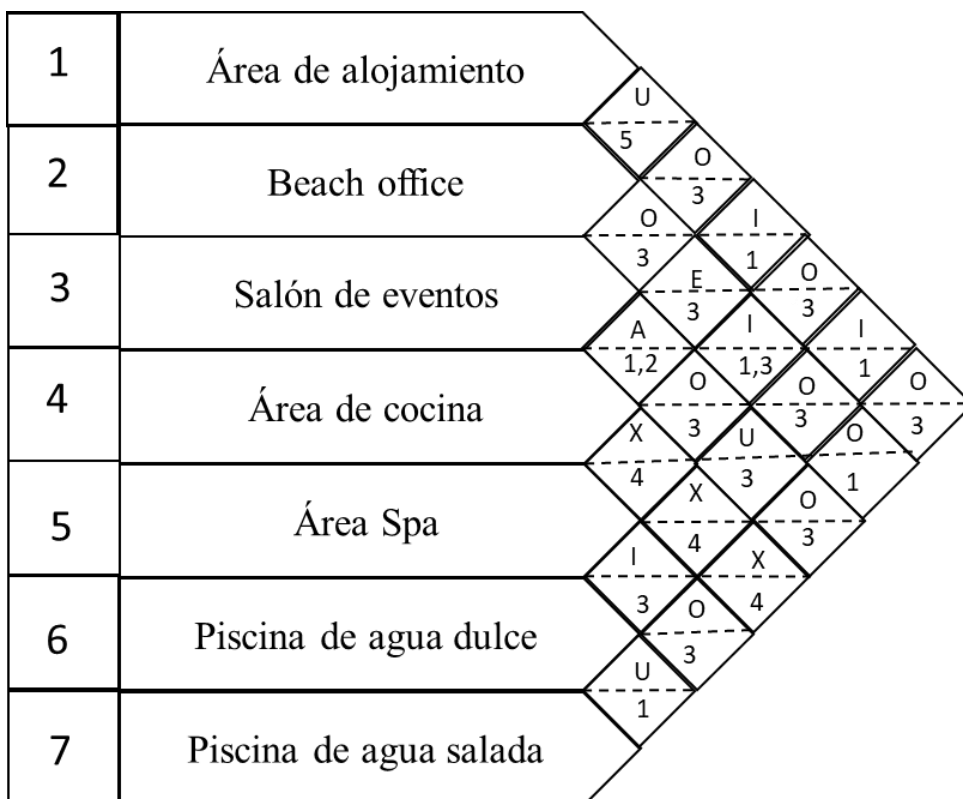 1
Área de alojamiento
U
5
2
Beach office
O
3
O
3
I
1
3
Salón de eventos
E
3
O
3
A
1,2
I
1,3
I
1
4
Área de cocina
O
3
O
3
O
3
X
4
U
3
O
1
5
Área Spa
X
4
O
3
I
3
X
4
6
Piscina de agua dulce
O
3
U
1
7
Piscina de agua salada